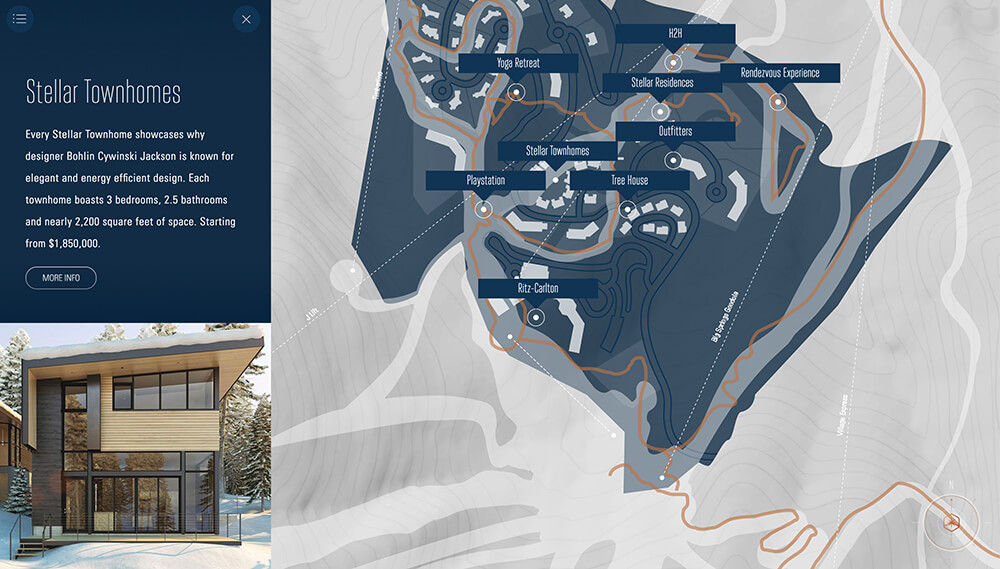 Stellar Townhomes
Every Stellar Townhome showcases why
designer Bohlin Cywinski Jackson is known for
elegant and energy efficient design. Each
townhome boasts 3 bedrooms, 2.5 bathrooms
and nearly 2,200 square feet of space. Starting
from $1,850,000.
MORE INFO
H2H
Yoga Retreat
Rendezvous Experience
Stellar Residences
Outfitters
Stellar Townhomes
Playstation
Tree House
Ritz-Carlton
J Lift
Big Springs Gondola
Village Express
N